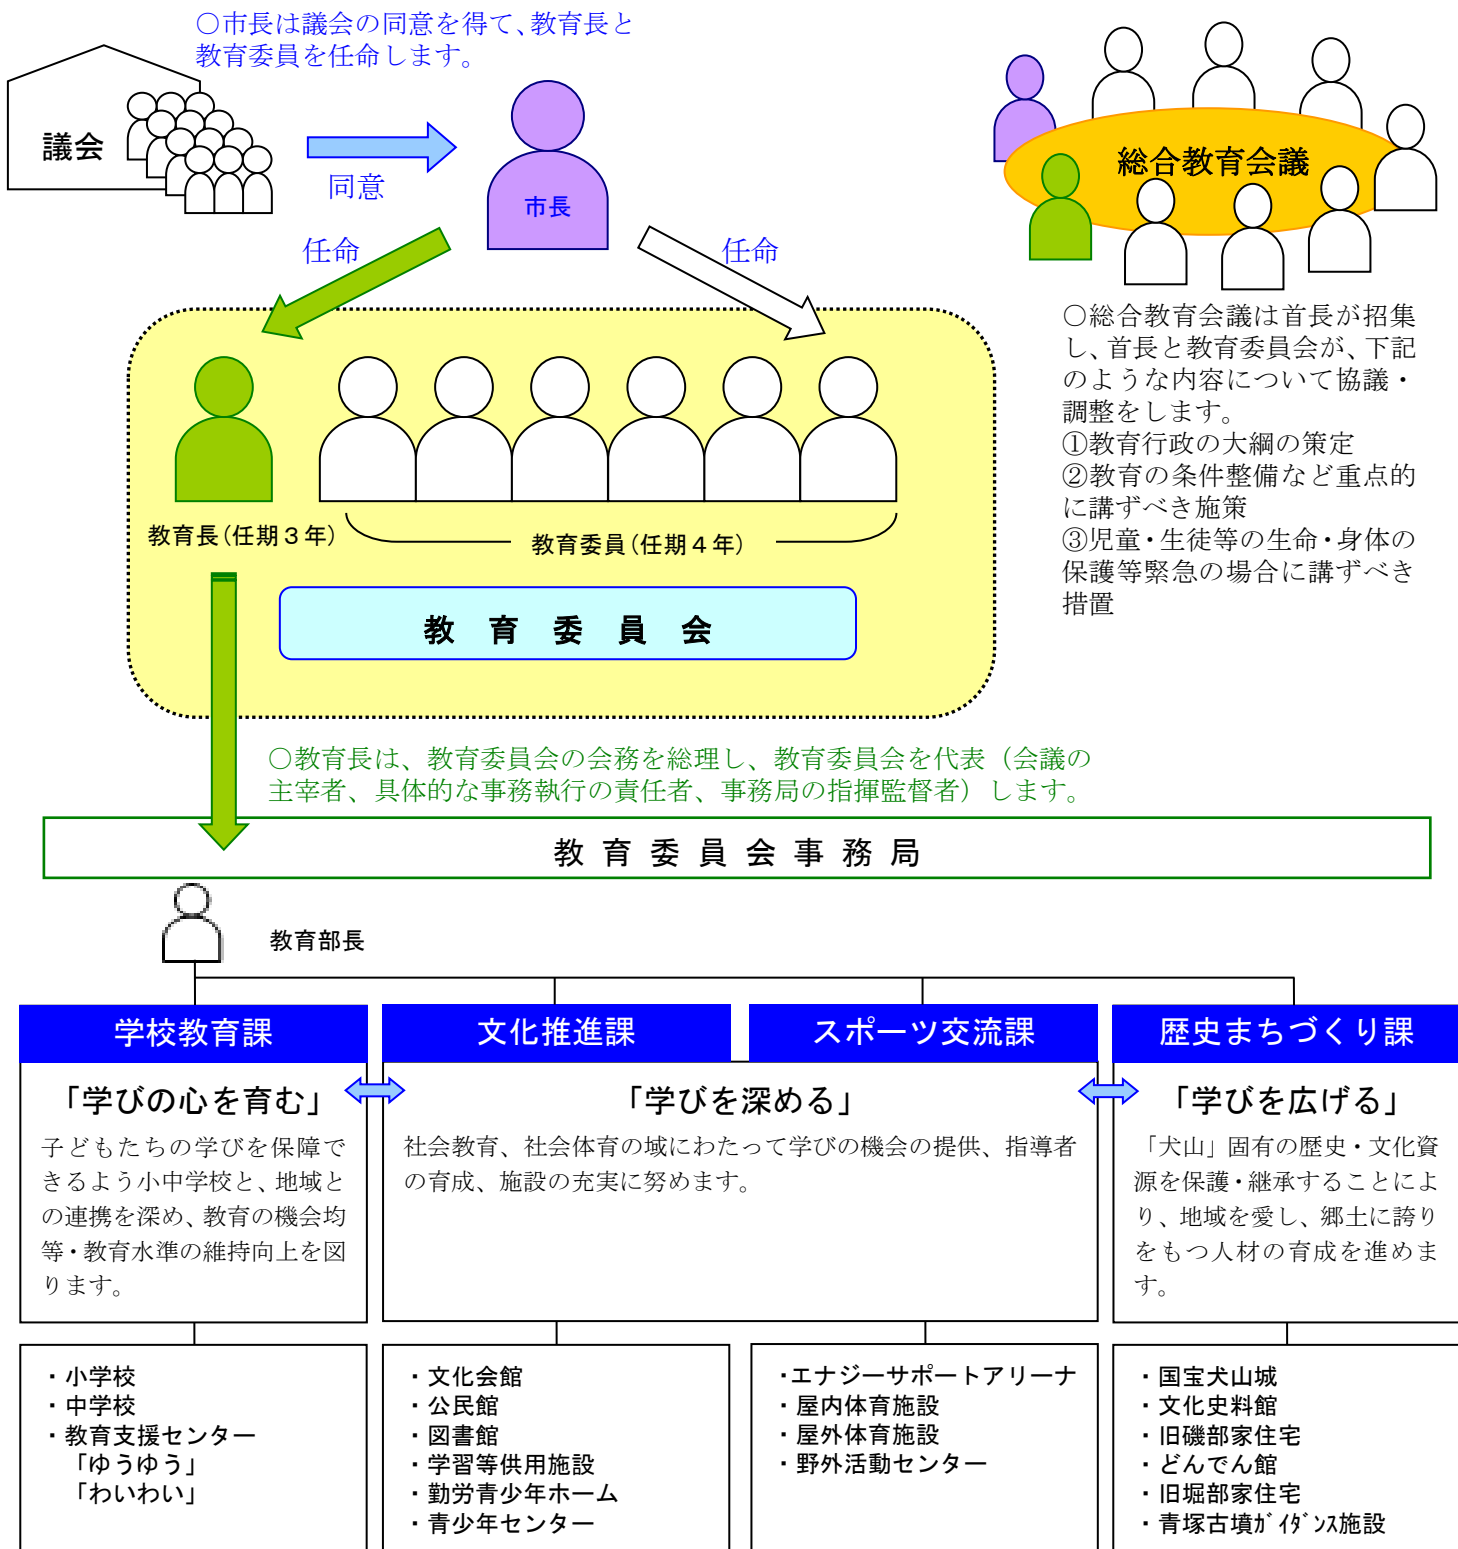 〇市長は議会の同意を得て、教育長と
教育委員を任命します。
議会
同意
市長
総合教育会議
任命
任命
〇総合教育会議は首長が招集
し、首長と教育委員会が、下記
のような内容について協議・
調整をします。
①教育行政の大綱の策定
②教育の条件整備など重点的
に講ずべき施策
③児童・生徒等の生命・身体の
保護等緊急の場合に講ずべき
措置
教育長(任期３年)
教育委員(任期４年)
教育委員会
〇教育長は、教育委員会の会務を総理し、教育委員会を代表（会議の
主宰者、具体的な事務執行の責任者、事務局の指揮監督者）します。
教育委員会事務局
教育部長
学校教育課
「学びの心を育む」
子どもたちの学びを保障で
きるよう小中学校と、地域と
の連携を深め、教育の機会均
等・教育水準の維持向上を図
ります。
・小学校
・中学校
・教育支援センター
「ゆうゆう」
「わいわい」
文化推進課
スポーツ交流課
「学びを深める」
社会教育、社会体育の域にわたって学びの機会の提供、指導者
の育成、施設の充実に努めます。
・文化会館
・公民館
・図書館
・学習等供用施設
・勤労青少年ホーム
・青少年センター
・エナジーサポートアリーナ
・屋内体育施設
・屋外体育施設
・野外活動センター
歴史まちづくり課
「学びを広げる」
「犬山」固有の歴史・文化資
源を保護・継承することによ
り、地域を愛し、郷土に誇り
をもつ人材の育成を進めま
す。
・国宝犬山城
・文化史料館
・旧磯部家住宅
・どんでん館
・旧堀部家住宅
・青塚古墳ｶﾞｲﾀﾞﾝｽ施設